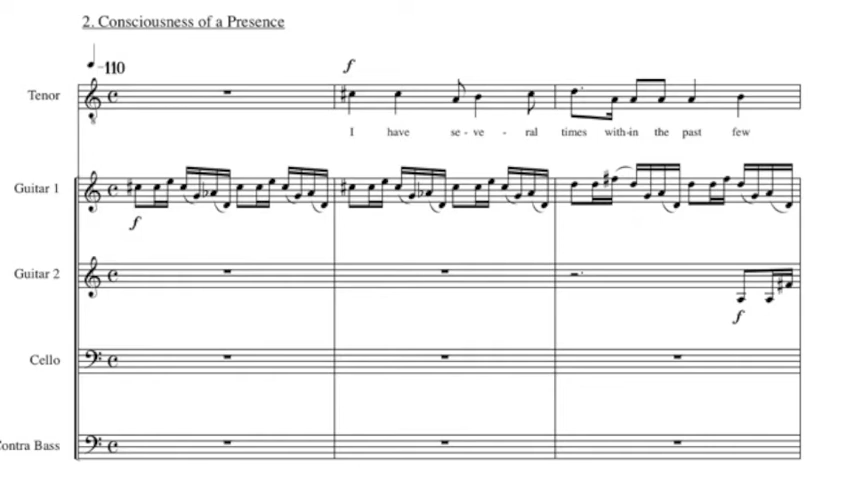 2. Consciousness of a Presence
-110
f
Tenor
I have se - ve - ral times with-in the past few
Guitar 1
f
Guitar 2
f
Cello
ontra Bass